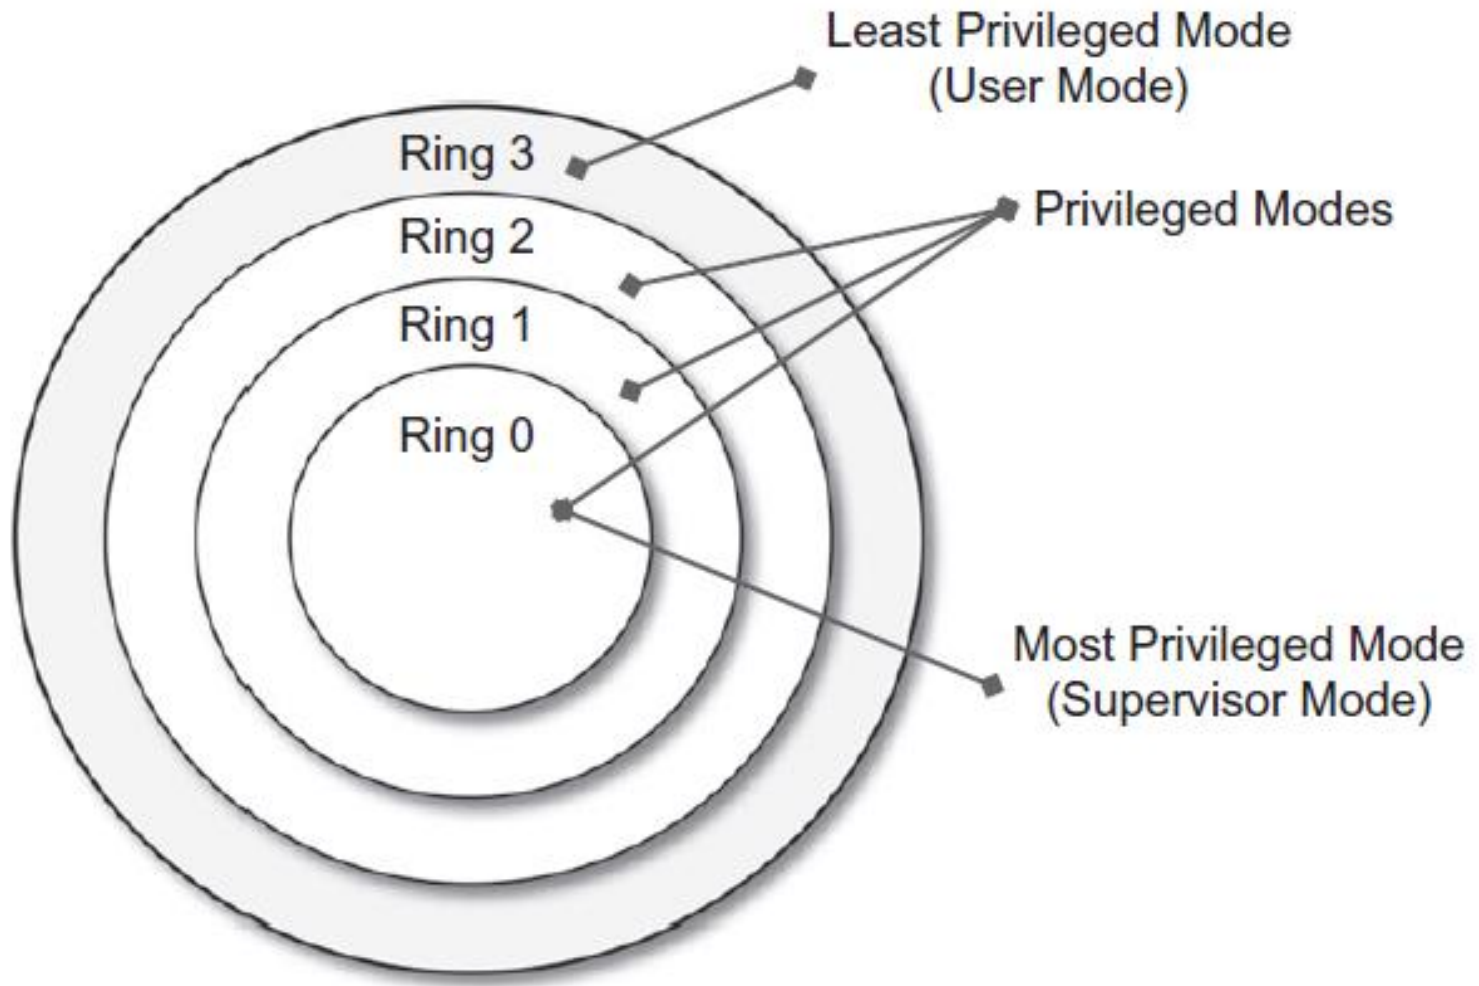 Least Privileged Mode
(User Mode)
Ring 3
Privileged Modes
Ring 2
Ring 1
Ring 0
Most Privileged Mode
(Supervisor Mode)